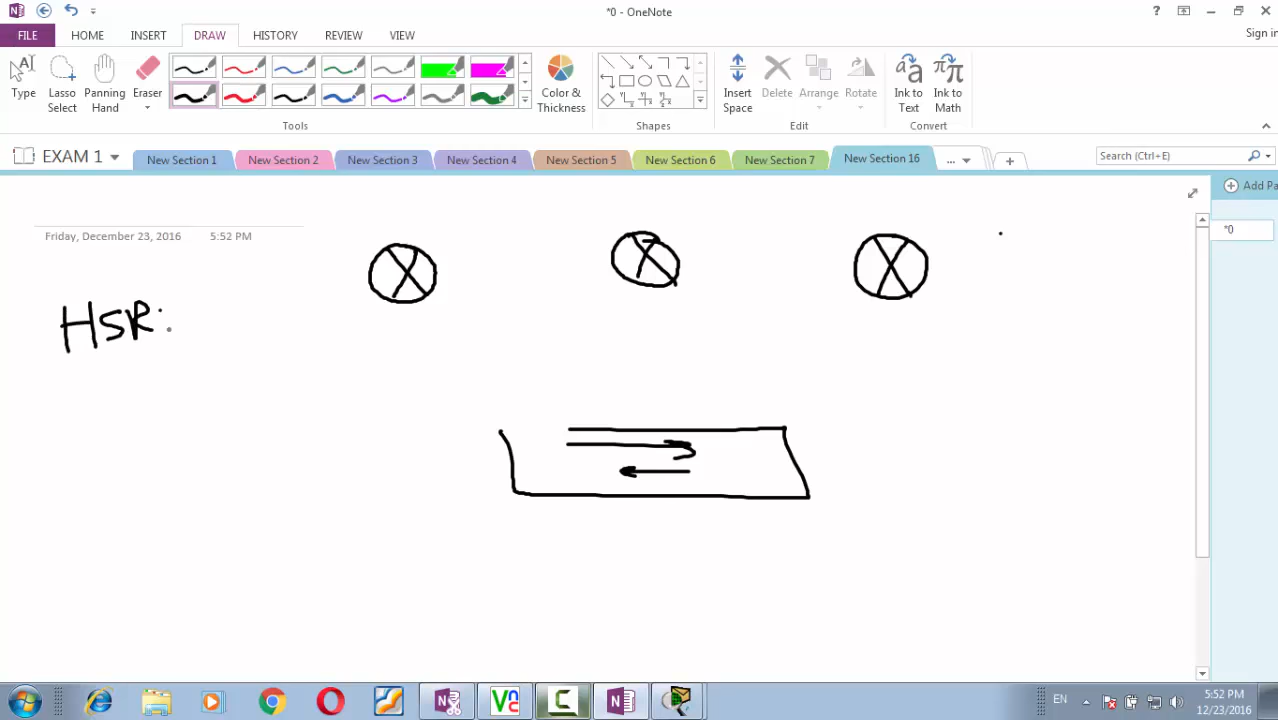 *0 - OneNote
FILE HOME INSERT DRAW HISTORY REVIEW VIEW Sign in
Type Lasso Select Panning Hand Eraser Color & Thickness Insert Space Delete Arrange Rotate Ink to Text Ink to Math
Tools Shapes Edit Convert
EXAM 1 New Section 1 New Section 2 New Section 3 New Section 4 New Section 5 New Section 6 New Section 7 New Section 16 ... Search (Ctrl+E)
Add Pa
Friday, December 23, 2016 5:52 PM
*0
HSR:
EN 5:52 PM
12/23/2016